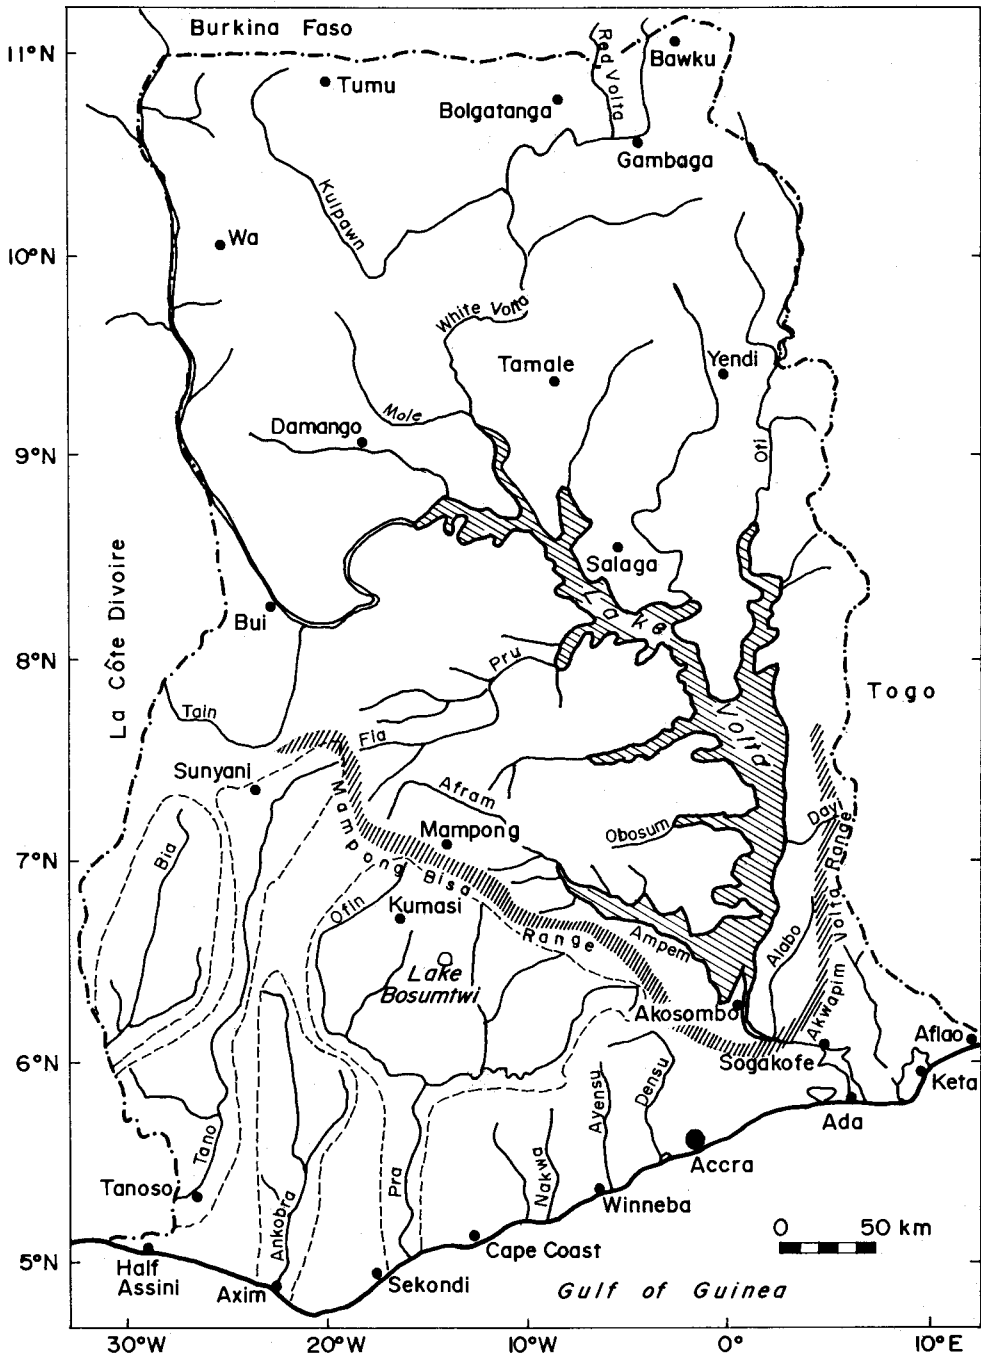 11°N
10°N
9°N
8°N
7°N
6°N
5°N
Burkina Faso
Red Volta
Bawku
Tumu
Bolgatanga
Gambaga
Kulpawn
Wa
White Volta
Tamale
Yendi
Mole
Damango
Oti
La Côte Divoire
Salaga
Bui
Lake Volta
Pru
Togo
Tain
Fia
Sunyani
Afram
Mampong
Obosum
Dayi
Bia
Mampong Bisa Range
Ofin
Kumasi
Ampem
Alabo
Akwapim Volta Range
Lake
Bosumtwi
Akosombo
Aflao
Sogakofe
Keta
Ayensu
Densu
Ada
Tano
Accra
Tanoso
Ankobra
Pra
Nakwa
Winneba
0 50 km
Cape Coast
Half
Assini
Axim
Sekondi
Gulf of Guinea
30°W
20°W
10°W
0°
10°E